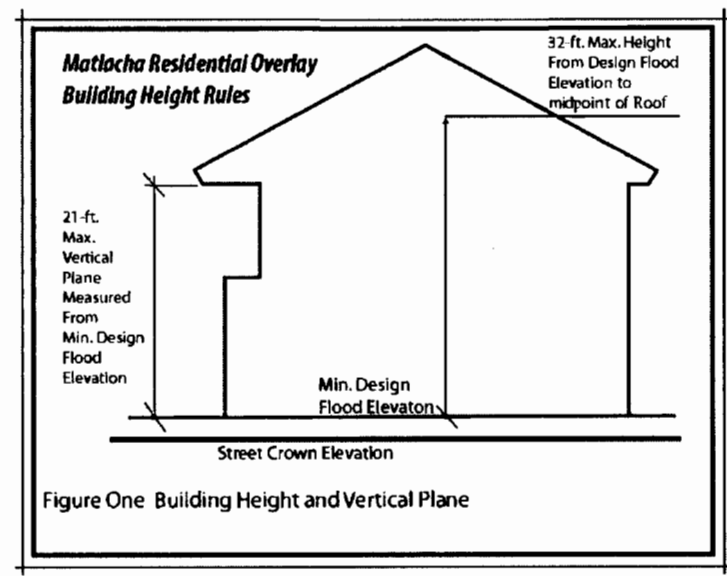 Matlacha Residential Overlay
Building Height Rules
32-ft. Max. Height
From Design Flood
Elevation to
midpoint of Roof
21-ft.
Max.
Vertical
Plane
Measured
From
Min. Design
Flood
Elevation
Min. Design
Flood Elevaton
Street Crown Elevation
Figure One Building Height and Vertical Plane